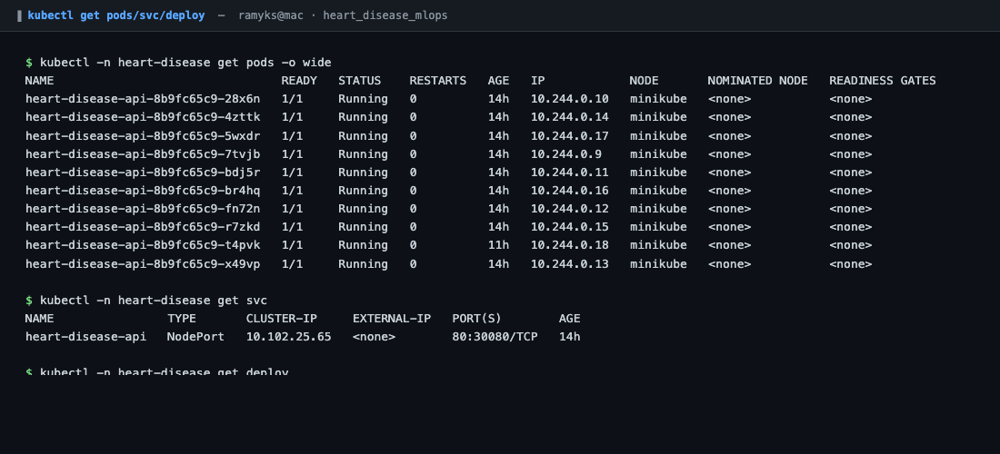 kubectl get pods/svc/deploy — ramyks@mac · heart_disease_mlops
$ kubectl -n heart-disease get pods -o wide
NAME READY STATUS RESTARTS AGE IP NODE NOMINATED NODE READINESS GATES
heart-disease-api-8b9fc65c9-28x6n 1/1 Running 0 14h 10.244.0.10 minikube <none> <none>
heart-disease-api-8b9fc65c9-4zttk 1/1 Running 0 14h 10.244.0.14 minikube <none> <none>
heart-disease-api-8b9fc65c9-5wxdr 1/1 Running 0 14h 10.244.0.17 minikube <none> <none>
heart-disease-api-8b9fc65c9-7tvjb 1/1 Running 0 14h 10.244.0.9 minikube <none> <none>
heart-disease-api-8b9fc65c9-bdj5r 1/1 Running 0 14h 10.244.0.11 minikube <none> <none>
heart-disease-api-8b9fc65c9-br4hq 1/1 Running 0 14h 10.244.0.16 minikube <none> <none>
heart-disease-api-8b9fc65c9-fn72n 1/1 Running 0 14h 10.244.0.12 minikube <none> <none>
heart-disease-api-8b9fc65c9-r7zkd 1/1 Running 0 14h 10.244.0.15 minikube <none> <none>
heart-disease-api-8b9fc65c9-t4pvk 1/1 Running 0 11h 10.244.0.18 minikube <none> <none>
heart-disease-api-8b9fc65c9-x49vp 1/1 Running 0 14h 10.244.0.13 minikube <none> <none>
$ kubectl -n heart-disease get svc
NAME TYPE CLUSTER-IP EXTERNAL-IP PORT(S) AGE
heart-disease-api NodePort 10.102.25.65 <none> 80:30080/TCP 14h
$ kubectl -n heart-disease get deploy